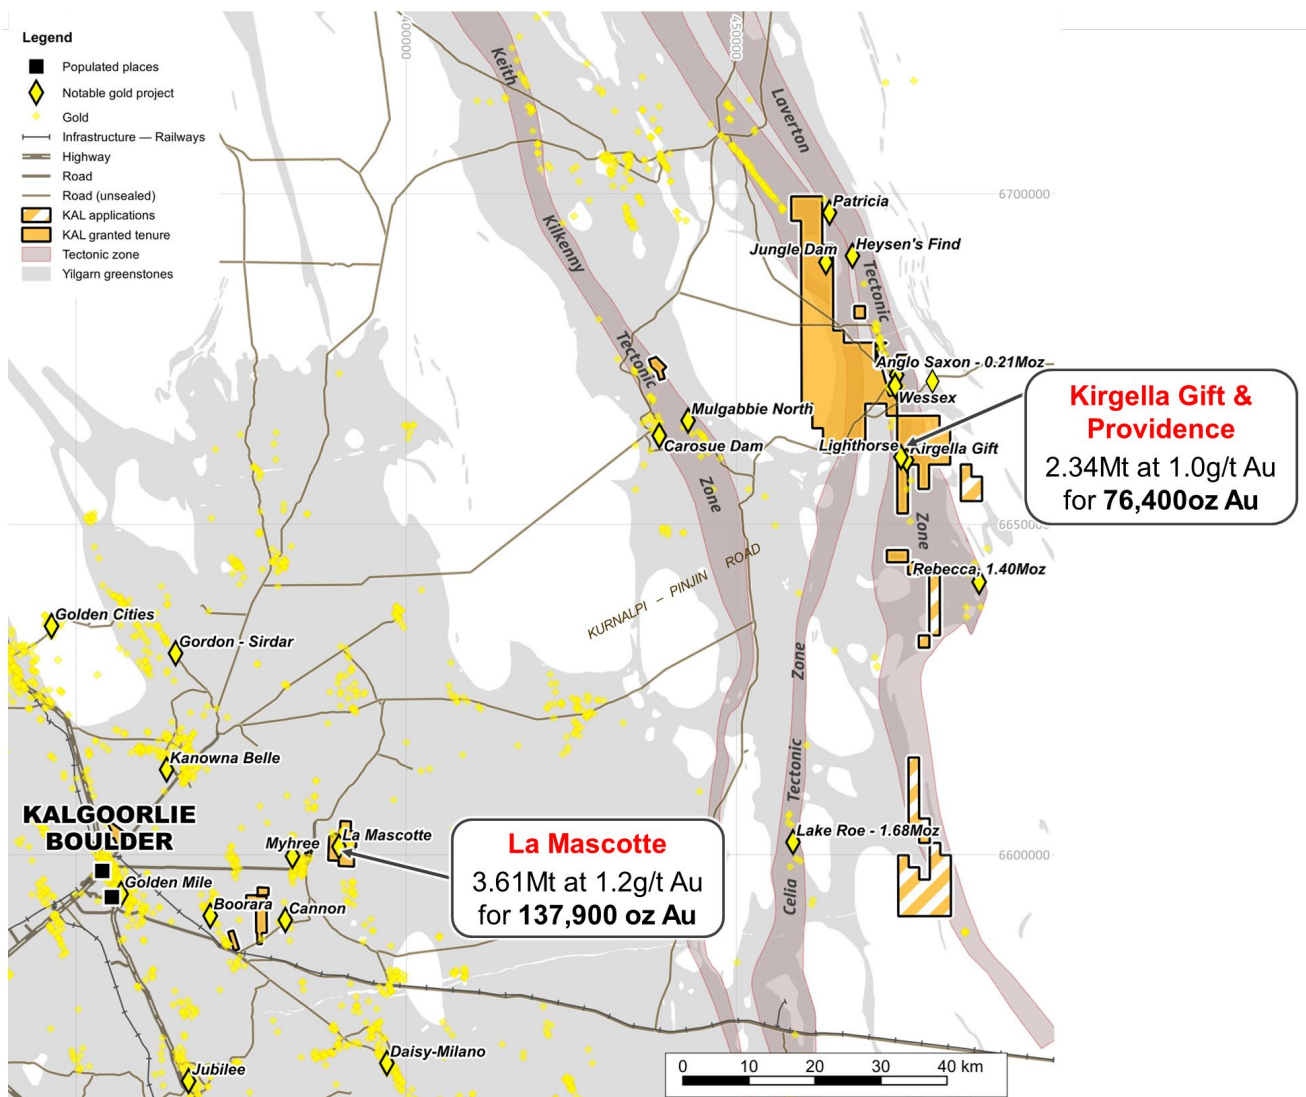 Legend
Populated places
Notable gold project
Gold
Infrastructure — Railways
Highway
Road
Road (unsealed)
KAL applications
KAL granted tenure
Tectonic zone
Yilgarn greenstones
400000
450000
Keith
Laverton
6700000
Patricia
Kilkenny
Jungle Dam
Heysen's Find
Tectonic
Tectonic
Anglo Saxon - 0.21Moz
Wessex
Kirgella Gift &
Providence
2.34Mt at 1.0g/t Au
for 76,400oz Au
Mulgabbie North
Carosue Dam
Lighthorse
Kirgella Gift
Zone
Zone
6650000
KURNALPI – PINJIN ROAD
Rebecca, 1.40Moz
Golden Cities
Gordon - Sirdar
Zone
Kanowna Belle
Tectonic
KALGOORLIE
BOULDER
Myhree
La Mascotte
La Mascotte
3.61Mt at 1.2g/t Au
for 137,900 oz Au
Lake Roe - 1.68Moz
6600000
Golden Mile
Boorara
Cannon
Celia
Daisy-Milano
Jubilee
0 10 20 30 40 km